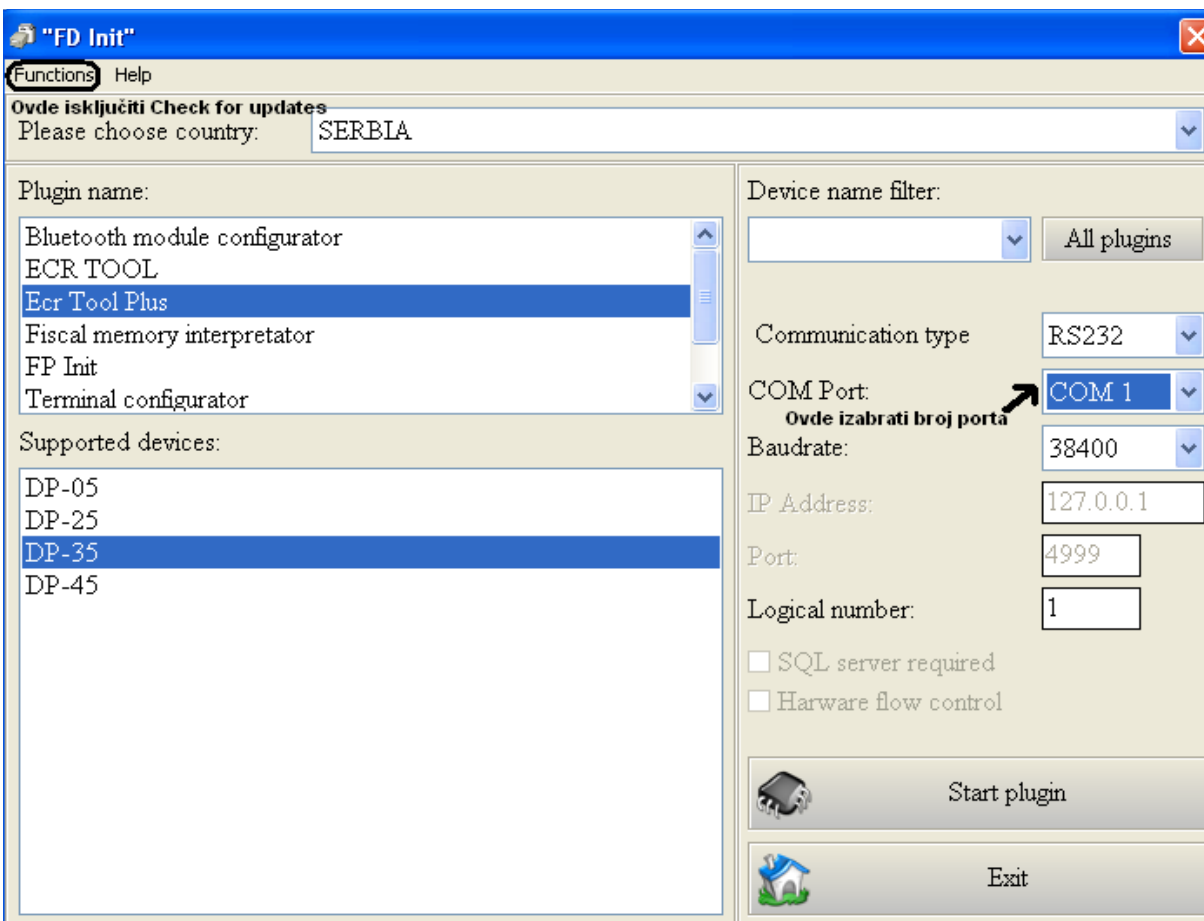 "FD Init"
Functions Help
Ovde isključiti Check for updates
Please choose country: SERBIA
Plugin name:
Bluetooth module configurator
ECR TOOL
Ecr Tool Plus
Fiscal memory interpretator
FP Init
Terminal configurator
Supported devices:
DP-05
DP-25
DP-35
DP-45
Device name filter:
All plugins
Communication type RS232
COM Port: COM 1
Ovde izabrati broj porta
Baudrate: 38400
IP Address: 127.0.0.1
Port: 4999
Logical number: 1
SQL server required
Harware flow control
Start plugin
Exit